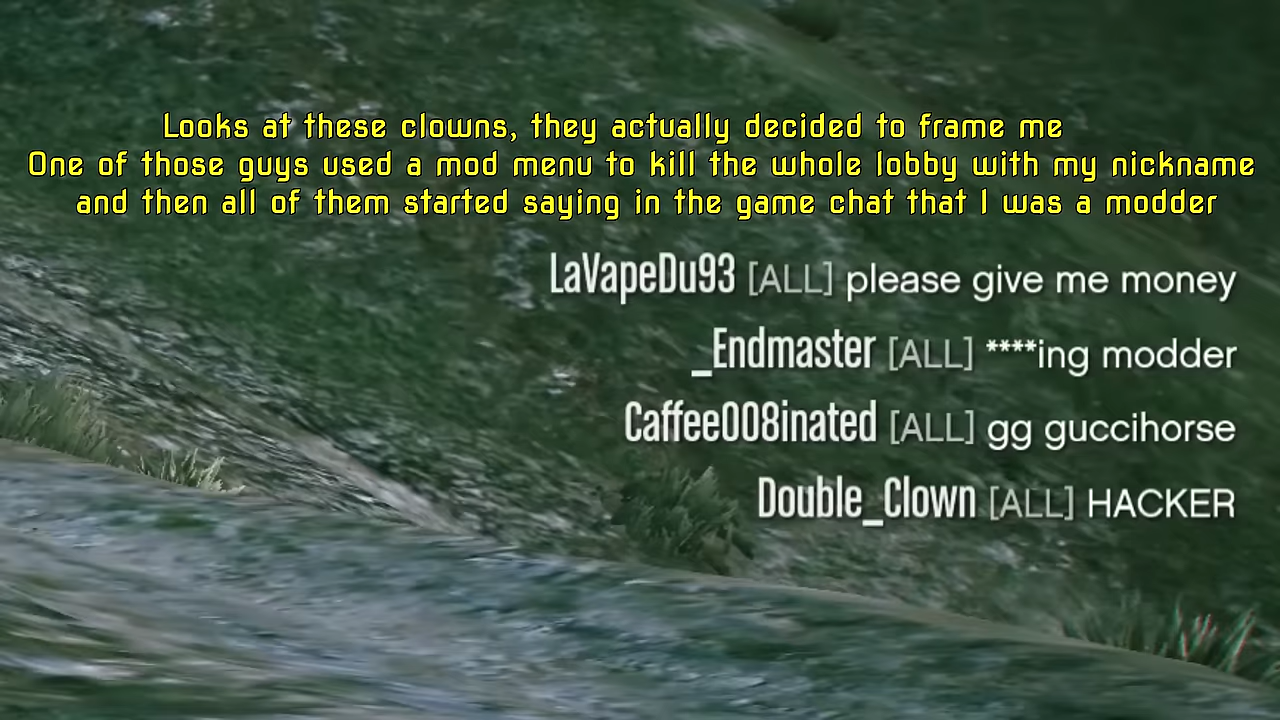 Looks at these clowns, they actually decided to frame me
One of those guys used a mod menu to kill the whole lobby with my nickname
and then all of them started saying in the game chat that I was a modder
LaVapeDu93 [ALL] please give me money
_Endmaster [ALL] ****ing modder
Caffee008inated [ALL] gg guccihorse
Double_Clown [ALL] HACKER